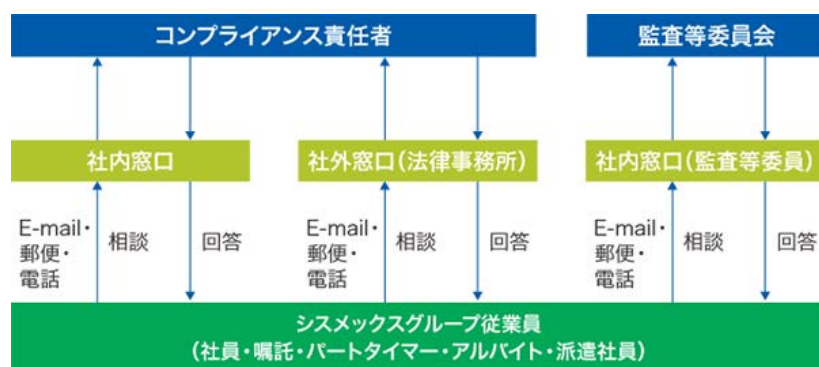 コンプライアンス責任者
監査等委員会
社内窓口
社外窓口(法律事務所)
社内窓口(監査等委員)
E-mail・
郵便・
電話
相談
回答
E-mail・
郵便・
電話
相談
回答
E-mail・
郵便・
電話
相談
回答
シスメックスグループ従業員
(社員・嘱託・パートタイマー・アルバイト・派遣社員)